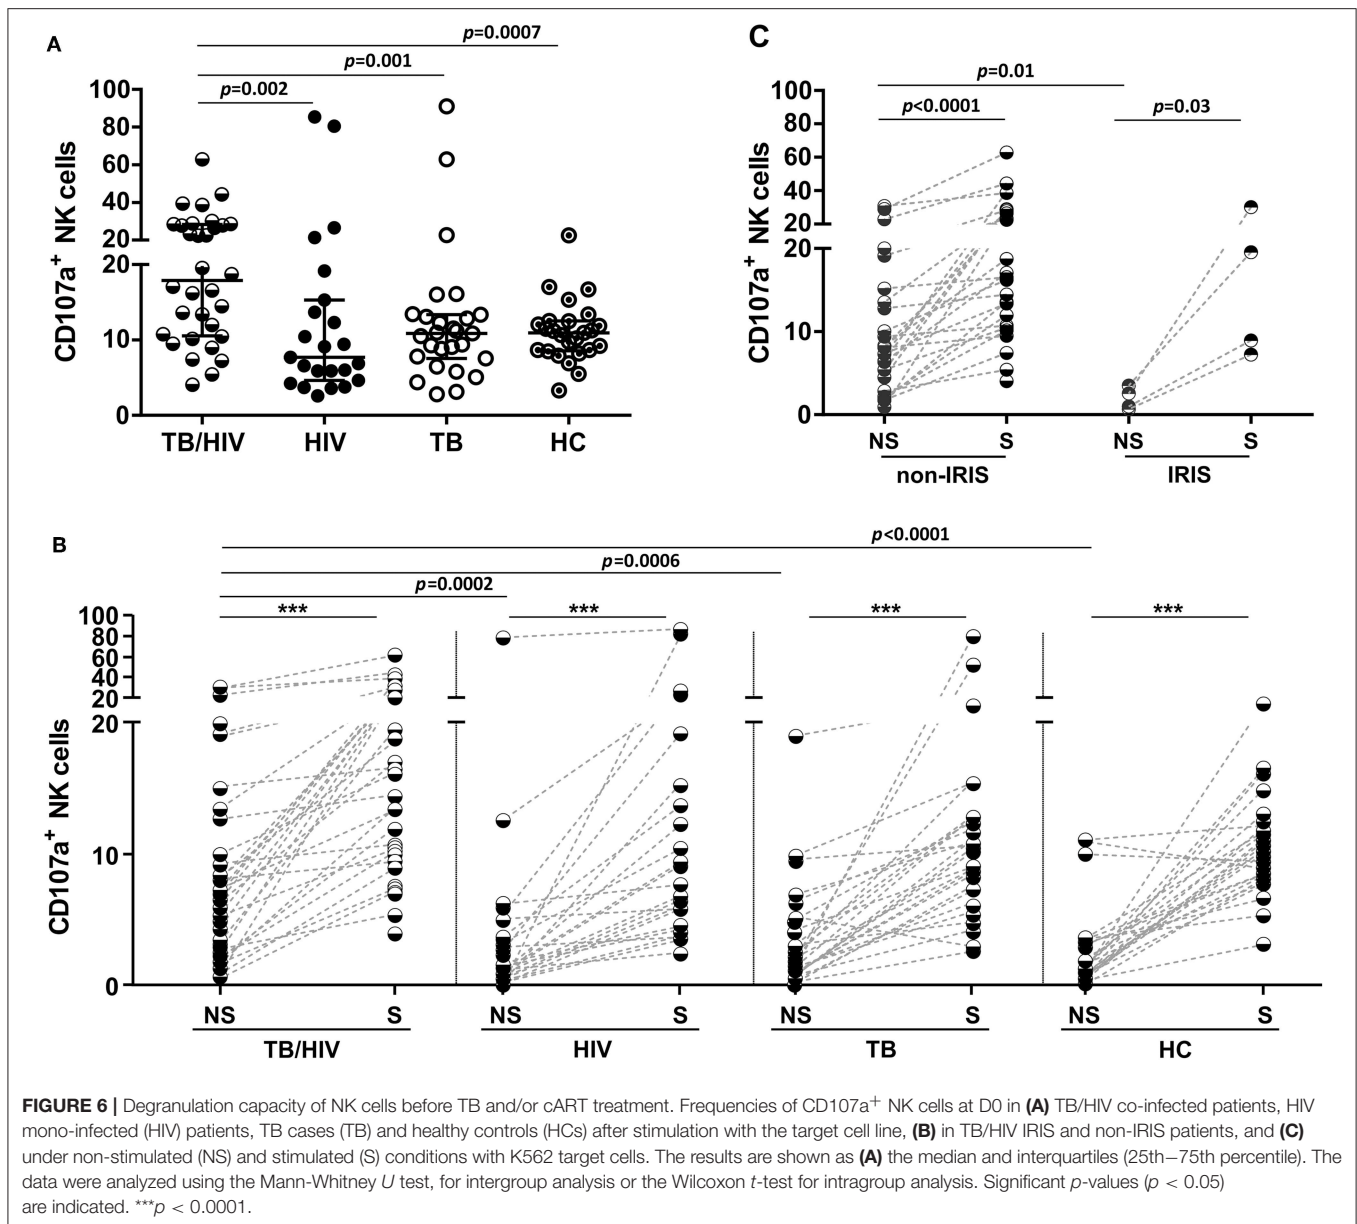 A
p=0.0007
p=0.001
p=0.002
CD107a+ NK cells
100
80
60
40
20
20
10
0
TB/HIV HIV TB HC
C
p=0.01
p<0.0001 p=0.03
CD107a+ NK cells
100
80
60
40
20
20
10
0
NS S NS S
non-IRIS IRIS
B
p<0.0001
p=0.0006
p=0.0002
*** *** *** ***
CD107a+ NK cells
100
80
60
40
20
20
10
0
NS S NS S NS S NS S
TB/HIV HIV TB HC
FIGURE 6 | Degranulation capacity of NK cells before TB and/or cART treatment. Frequencies of CD107a+ NK cells at D0 in (A) TB/HIV co-infected patients, HIV
mono-infected (HIV) patients, TB cases (TB) and healthy controls (HCs) after stimulation with the target cell line, (B) in TB/HIV IRIS and non-IRIS patients, and (C)
under non-stimulated (NS) and stimulated (S) conditions with K562 target cells. The results are shown as (A) the median and interquartiles (25th–75th percentile). The
data were analyzed using the Mann-Whitney U test, for intergroup analysis or the Wilcoxon t-test for intragroup analysis. Significant p-values (p < 0.05)
are indicated. ***p < 0.0001.